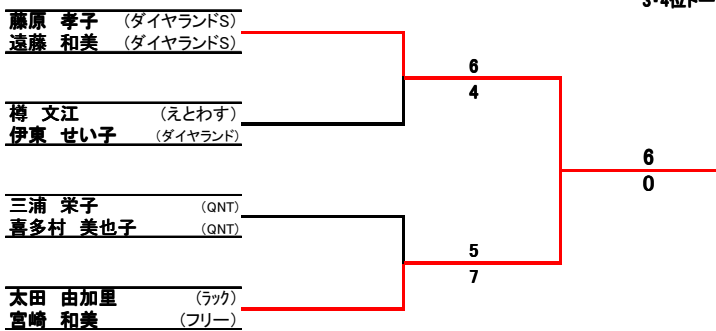 3・4位トー
藤原 孝子 (ダイヤランドS)
遠藤 和美 (ダイヤランドS)
6
4
樽 文江 (えとわす)
伊東 せい子 (ダイヤランド)
6
0
三浦 栄子 (QNT)
喜多村 美也子 (QNT)
5
7
太田 由加里 (ラック)
宮崎 和美 (フリー)